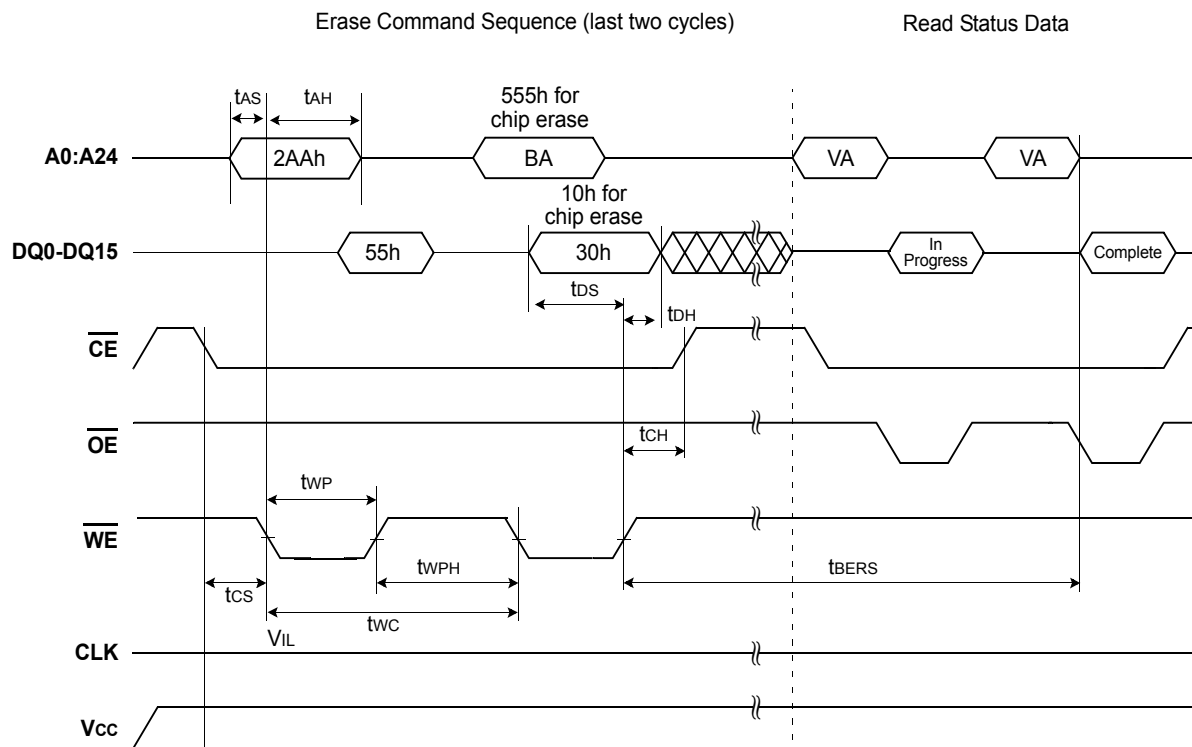 Erase Command Sequence (last two cycles)
Read Status Data
tAS
tAH
555h for
chip erase
A0:A24
2AAh
BA
VA
VA
10h for
chip erase
DQ0-DQ15
55h
30h
In
Progress
Complete
tDS
tDH
CE
OE
tCH
tWP
WE
tWPH
tBERS
tCS
tWC
VIL
CLK
Vcc